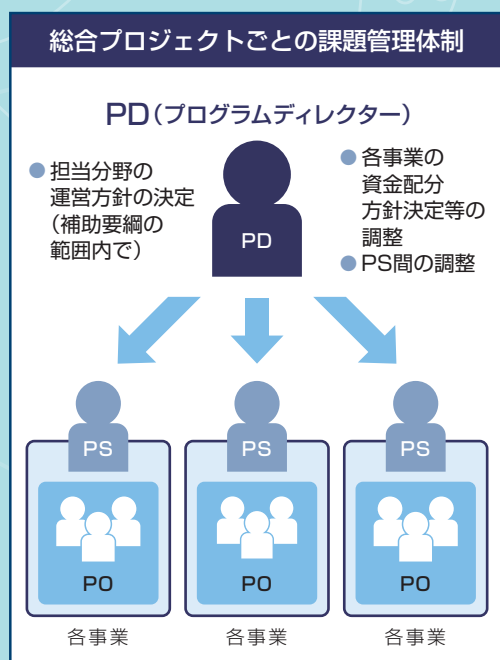 総合プロジェクトごとの課題管理体制
PD（プログラムディレクター）
● 担当分野の
運営方針の決定
（補助要綱の
範囲内で）
● 各事業の
資金配分
方針決定等の
調整
● PS間の調整
PD
PS
PS
PS
PO
PO
PO
各事業
各事業
各事業